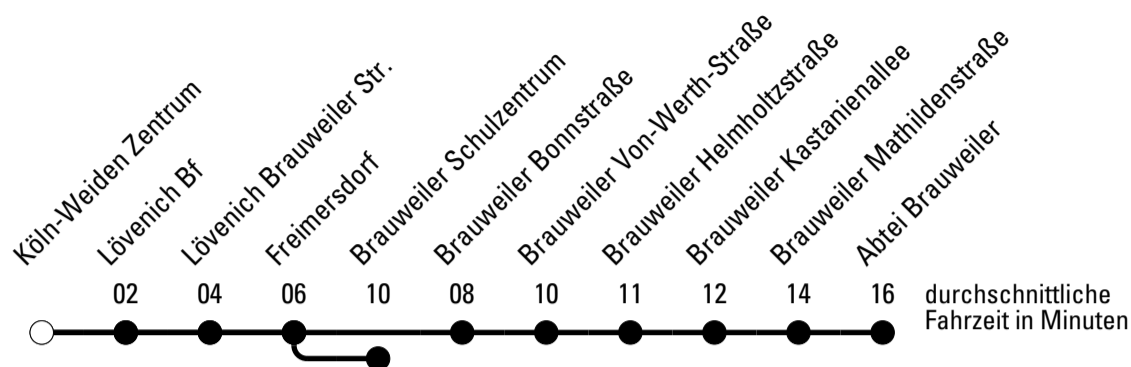 Köln-Weiden Zentrum
Lövenich Bf
Lövenich Brauweiler Str.
Freimersdorf
Brauweiler Schulzentrum
Brauweiler Bonnstraße
Brauweiler Von-Werth-Straße
Brauweiler Helmholtzstraße
Brauweiler Kastanienallee
Brauweiler Mathildenstraße
Abtei Brauweiler
02 04 06 10 08 10 11 12 14 16
durchschnittliche
Fahrzeit in Minuten